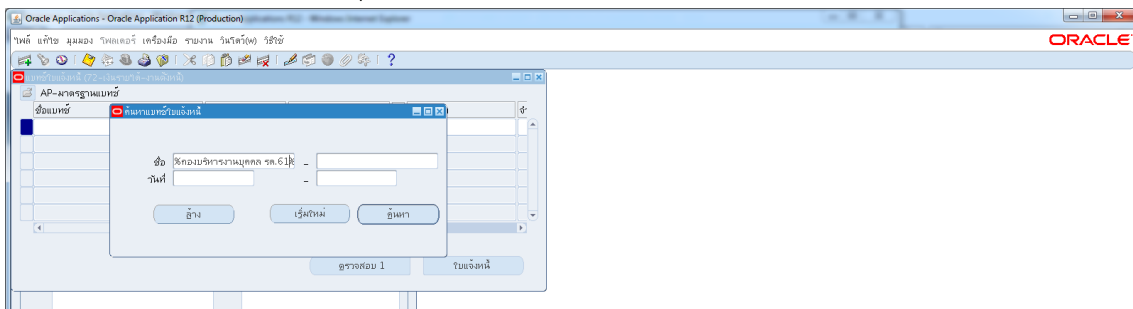 Oracle Applications - Oracle Application R12 (Production)
ไฟล์ แก้ไข มุมมอง โฟลเดอร์ เครื่องมือ รายงาน วินโดว์(w) วิธีใช้
ORACLE
AP-มาตรฐานแบทช์
ชื่อแบทช์
ค้นหาแบทช์ใบแจ้งหนี้
ชื่อ %กองบริหารงานบุคคล รค.61% -
วันที่ -
ล้าง เริ่มใหม่ ค้นหา
ตรวจสอบ 1 ใบแจ้งหนี้